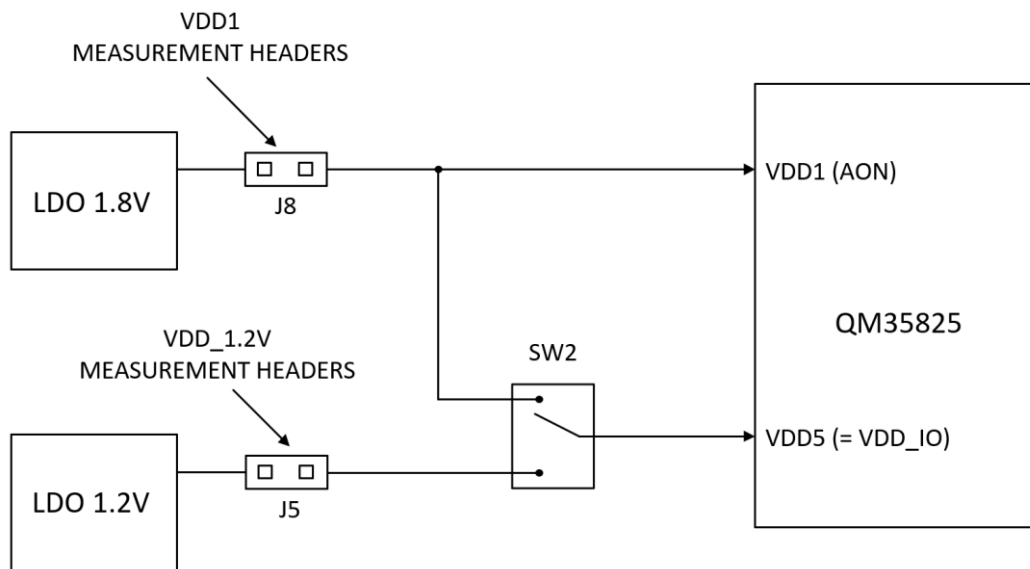 VDD1
MEASUREMENT HEADERS
LDO 1.8V
J8
VDD1 (AON)
QM35825
VDD_1.2V
MEASUREMENT HEADERS
SW2
VDD5 (= VDD_IO)
LDO 1.2V
J5